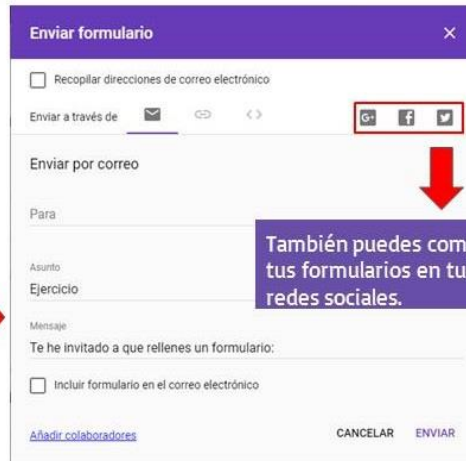 Enviar formulario
Recopilar direcciones de correo electrónico
Enviar a través de
G+ f
Enviar por correo
Para
También puedes com
tus formularios en tu
redes sociales.
Asunto
Ejercicio
Mensaje
Te he invitado a que rellenes un formulario:
Incluir formulario en el correo electrónico
Añadir colaboradores CANCELAR ENVIAR